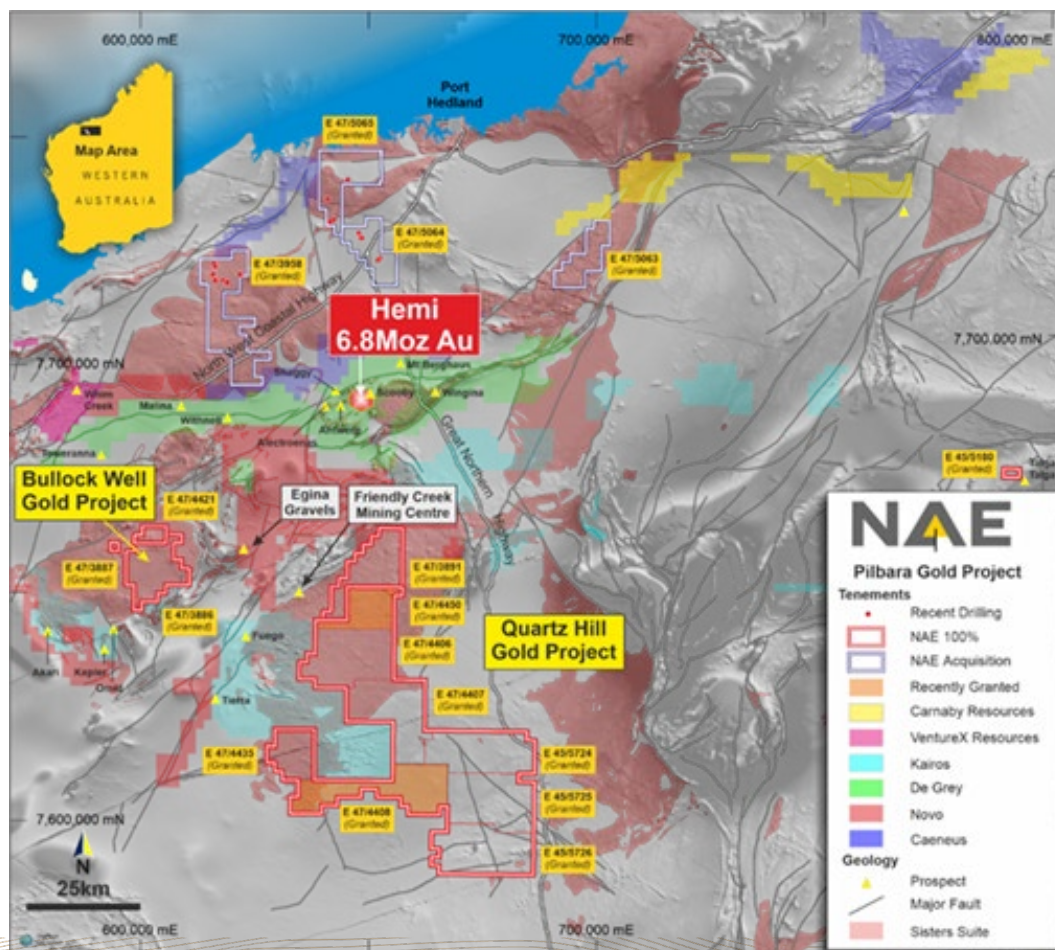 600,000 mE
700,000 mE
800,000 mE
Port
Hedland
Map Area
WESTERN
AUSTRALIA
E 47/5065
(Granted)
E 47/5064
(Granted)
E 47/5063
(Granted)
E 47/3958
(Granted)
North West Coastal Highway
Hemi
6.8Moz Au
7,700,000 mN
7,700,000 mN
Mt Berghaus
Scooby
Wingina
Whim
Creek
Mallina
Withnell
Toweranna
Great Northern
Highway
Bullock Well
Gold Project
E 47/4421
(Granted)
Egina
Gravels
Friendly Creek
Mining Centre
E 45/5180
(Granted)
E 47/3887
(Granted)
E 47/3886
(Granted)
E 47/3891
(Granted)
E 47/4450
(Granted)
E 47/4406
(Granted)
Quartz Hill
Gold Project
Fuego
Akari
Tierra
E 47/4407
(Granted)
E 47/4435
(Granted)
E 45/5724
(Granted)
E 45/5725
(Granted)
E 47/4408
(Granted)
E 45/5726
(Granted)
7,600,000 mN
N
25km
600,000 mE
700,000 mE
NAE
Pilbara Gold Project
Tenements
Recent Drilling
NAE 100%
NAE Acquisition
Recently Granted
Carnaby Resources
VentureX Resources
Kairos
De Grey
Novo
Caeneus
Geology
Prospect
Major Fault
Sisters Suite